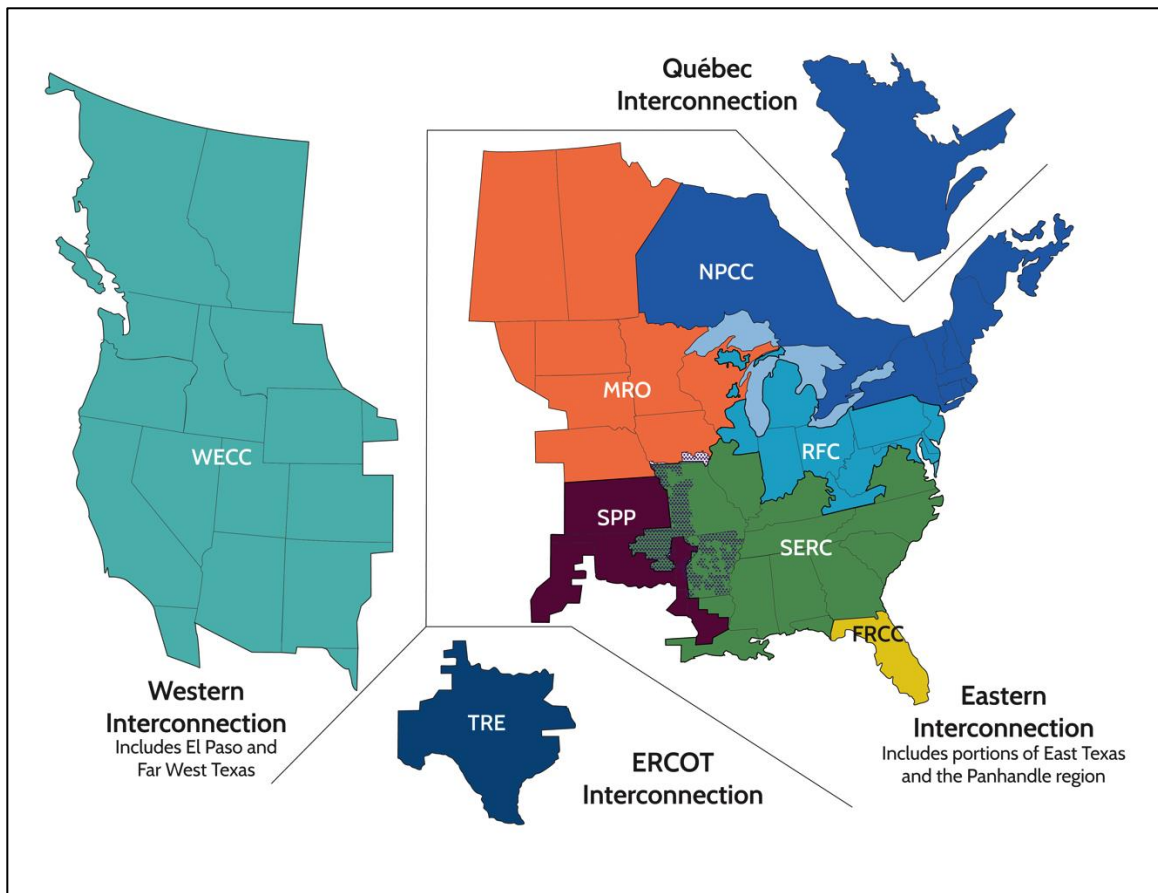 Québec
Interconnection
NPCC
MRO
WECC
RFC
SPP
SERC
FRCC
Western
Interconnection
Includes El Paso and
Far West Texas
TRE
ERCOT
Interconnection
Eastern
Interconnection
Includes portions of East Texas
and the Panhandle region